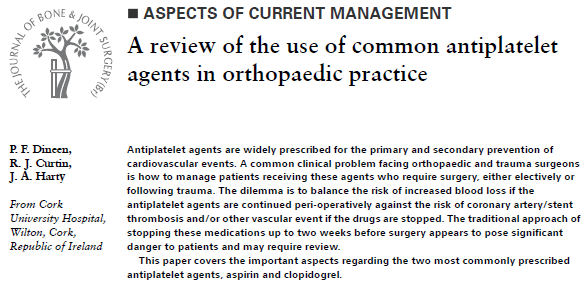 THE JOURNAL OF BONE & JOINT SURGERY(Br)
■ ASPECTS OF CURRENT MANAGEMENT
A review of the use of common antiplatelet
agents in orthopaedic practice
P. F. Dineen,
R. J. Curtin,
J. A. Harty
From Cork
University Hospital,
Wilton, Cork,
Republic of Ireland
Antiplatelet agents are widely prescribed for the primary and secondary prevention of
cardiovascular events. A common clinical problem facing orthopaedic and trauma surgeons
is how to manage patients receiving these agents who require surgery, either electively or
following trauma. The dilemma is to balance the risk of increased blood loss if the
antiplatelet agents are continued peri-operatively against the risk of coronary artery/stent
thrombosis and/or other vascular event if the drugs are stopped. The traditional approach of
stopping these medications up to two weeks before surgery appears to pose significant
danger to patients and may require review.
This paper covers the important aspects regarding the two most commonly prescribed
antiplatelet agents, aspirin and clopidogrel.